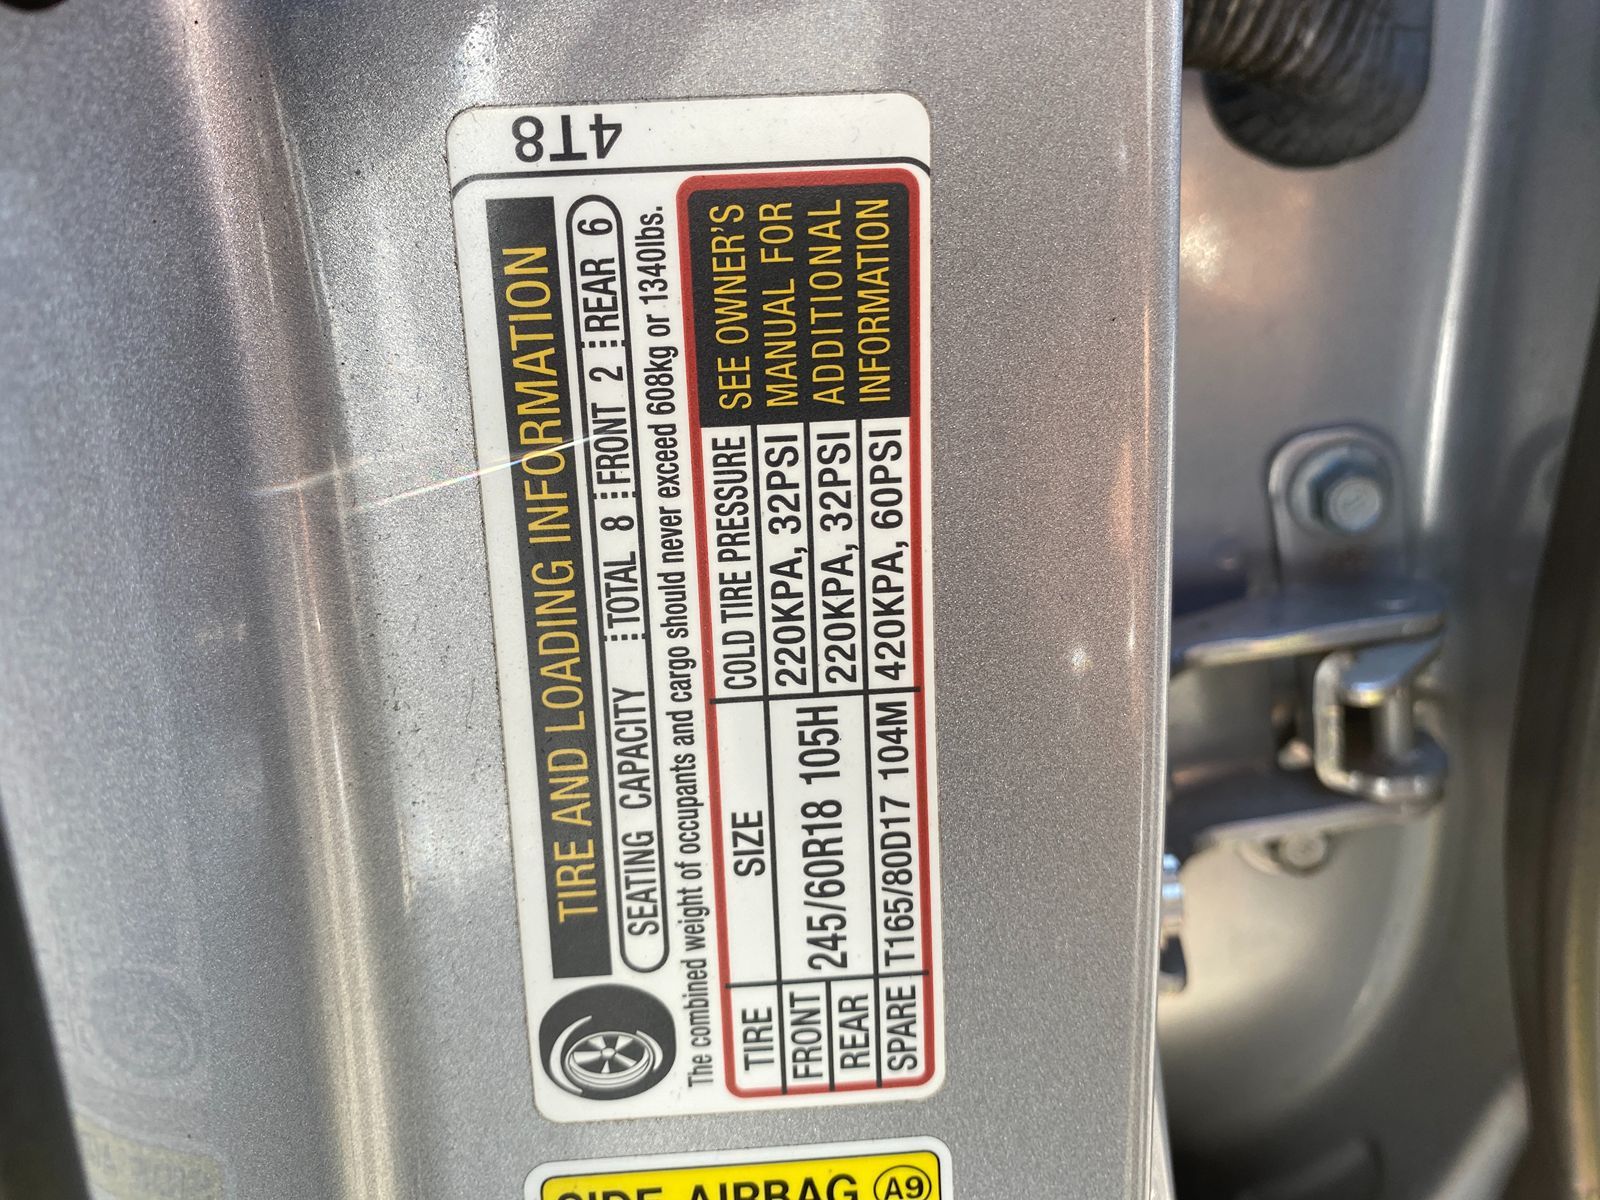 4T8
TIRE AND LOADING INFORMATION
SEATING CAPACITY TOTAL 8 FRONT 2 REAR 6
The combined weight of occupants and cargo should never exceed 608kg or 1340lbs.
TIRE SIZE COLD TIRE PRESSURE
FRONT 245/60R18 105H 220KPA, 32PSI
REAR 220KPA, 32PSI
SPARE T165/80D17 104M 420KPA, 60PSI
SEE OWNER'S
MANUAL FOR
ADDITIONAL
INFORMATION
SIDE AIRBAG A9